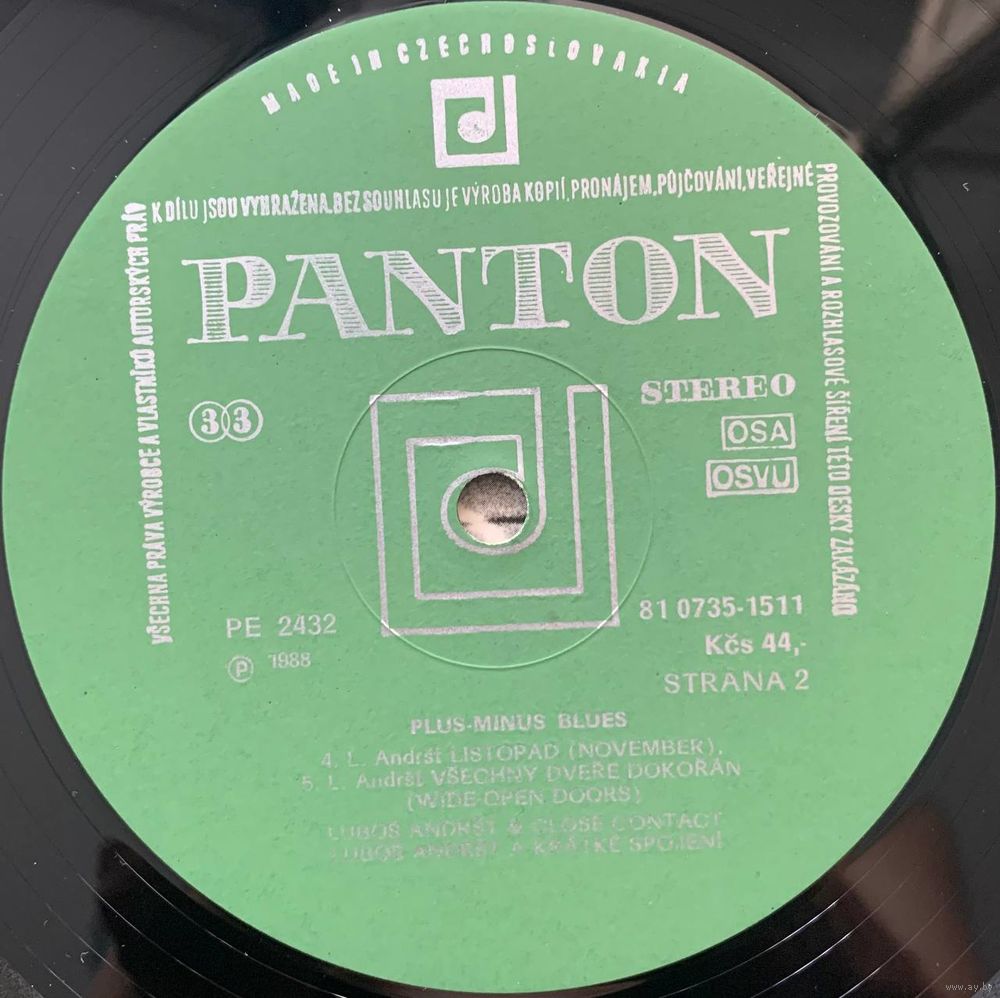 MADE IN CZECHOSLOVAKIA
VŠECHNA PRÁVA VÝROBCE A VLASTNÍKŮ AUTORSKÝCH PRÁV
K DÍLU JSOU VYHRAŽENA. BEZ SOUHLASU JE VÝROBA KOPIÍ, PRONÁJEM, PŮJČOVÁNÍ, VEŘEJNÉ
PROVOZOVÁNÍ A ROZHLASOVÉ ŠÍŘENÍ TÉTO DESKY ZAKÁZÁNO
PANTON
33
STEREO
OSA
OSVU
PE 2432
℗ 1988
81 0735-1511
Kčs 44,-
STRANA 2
PLUS-MINUS BLUES
4. L. Andršt LISTOPAD (NOVEMBER).
5. L. Andršt VŠECHNY DVEŘE DOKOŘÁN
(WIDE OPEN DOORS)
LUBOŠ ANDRŠT & CLOSE CONTACT
LUBOŠ ANDRŠT A KRÁTKÉ SPOJENÍ
www.ay.by